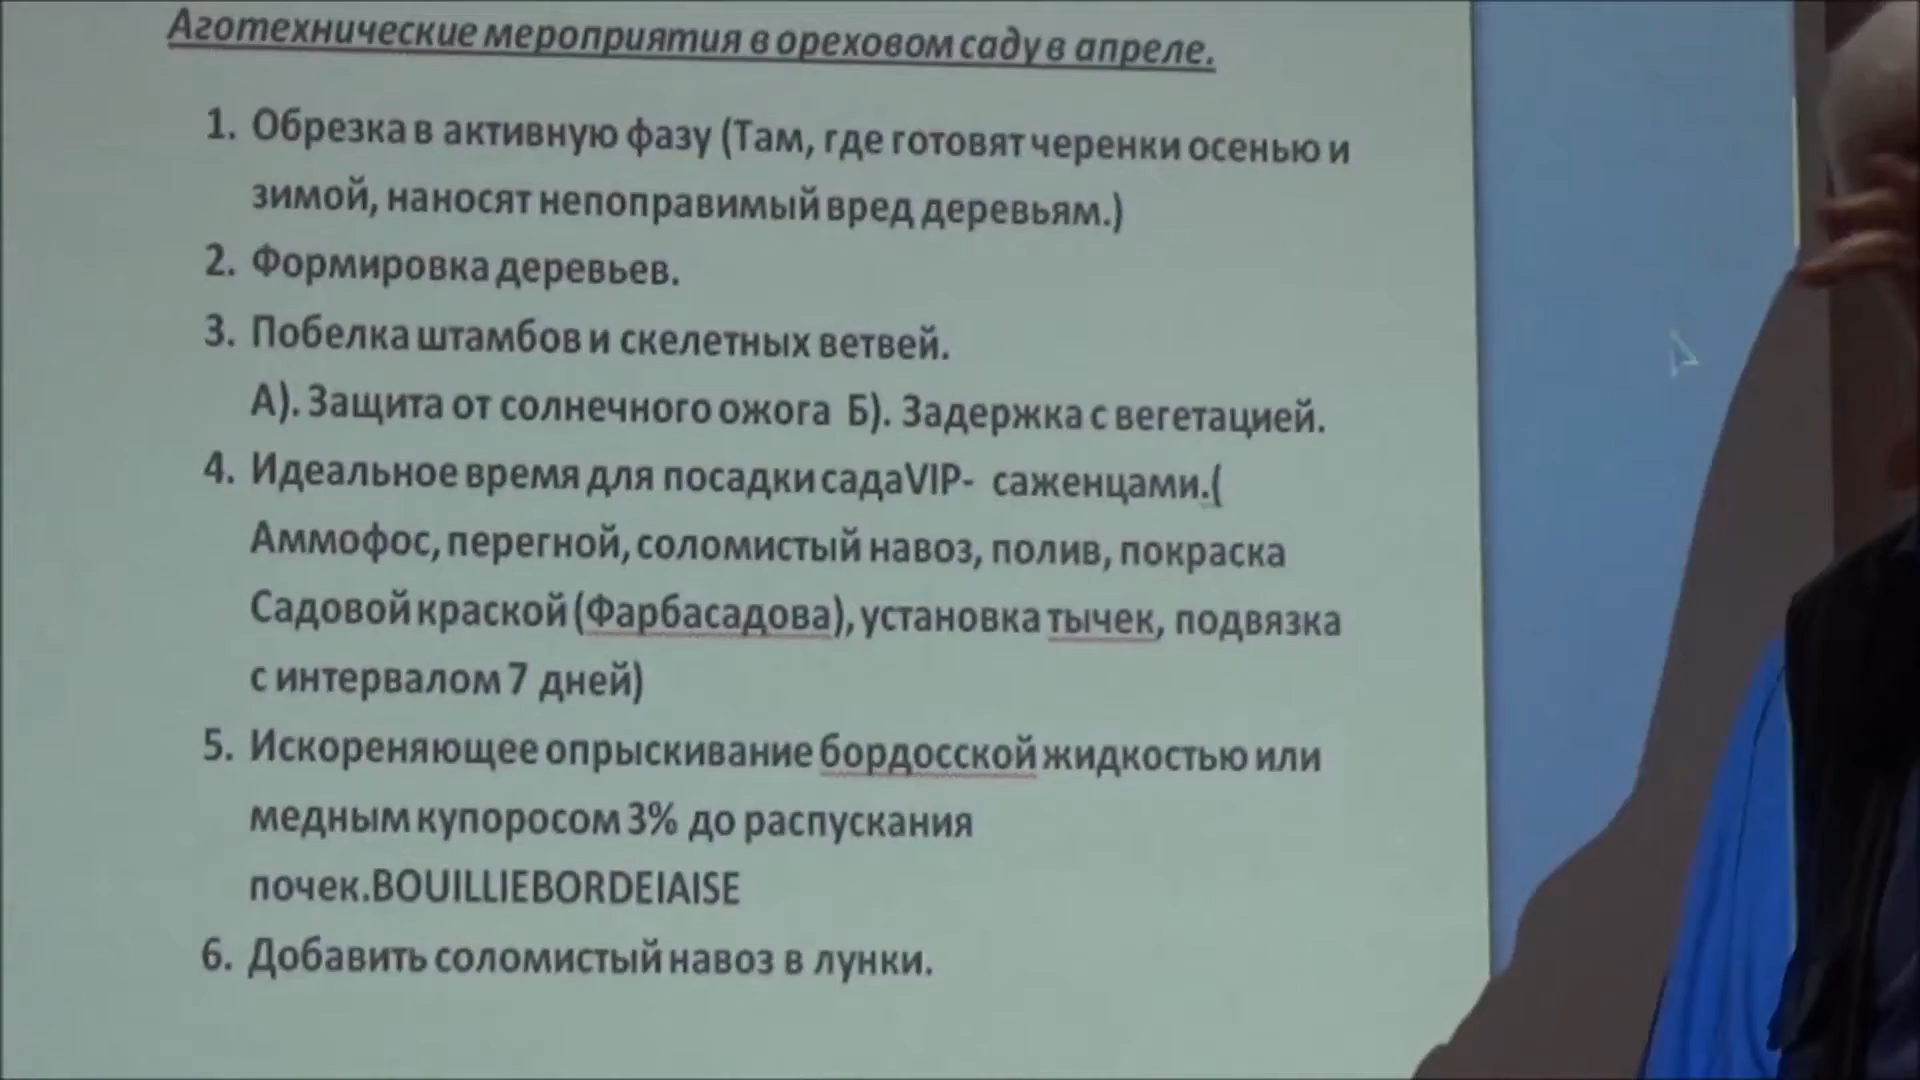 Аготехнические мероприятия в ореховом саду в апреле.
1. Обрезка в активную фазу (Там, где готовят черенки осенью и
зимой, наносят непоправимый вред деревьям.)
2. Формировка деревьев.
3. Побелка штамбов и скелетных ветвей.
А). Защита от солнечного ожога Б). Задержка с вегетацией.
4. Идеальное время для посадки садаVIP- саженцами.(
Аммофос, перегной, соломистый навоз, полив, покраска
Садовой краской (Фарбасадова), установка тычек, подвязка
с интервалом 7 дней)
5. Искореняющее опрыскивание бордосской жидкостью или
медным купоросом 3% до распускания
почек.BOUILLIEBORDEIAISE
6. Добавить соломистый навоз в лунки.